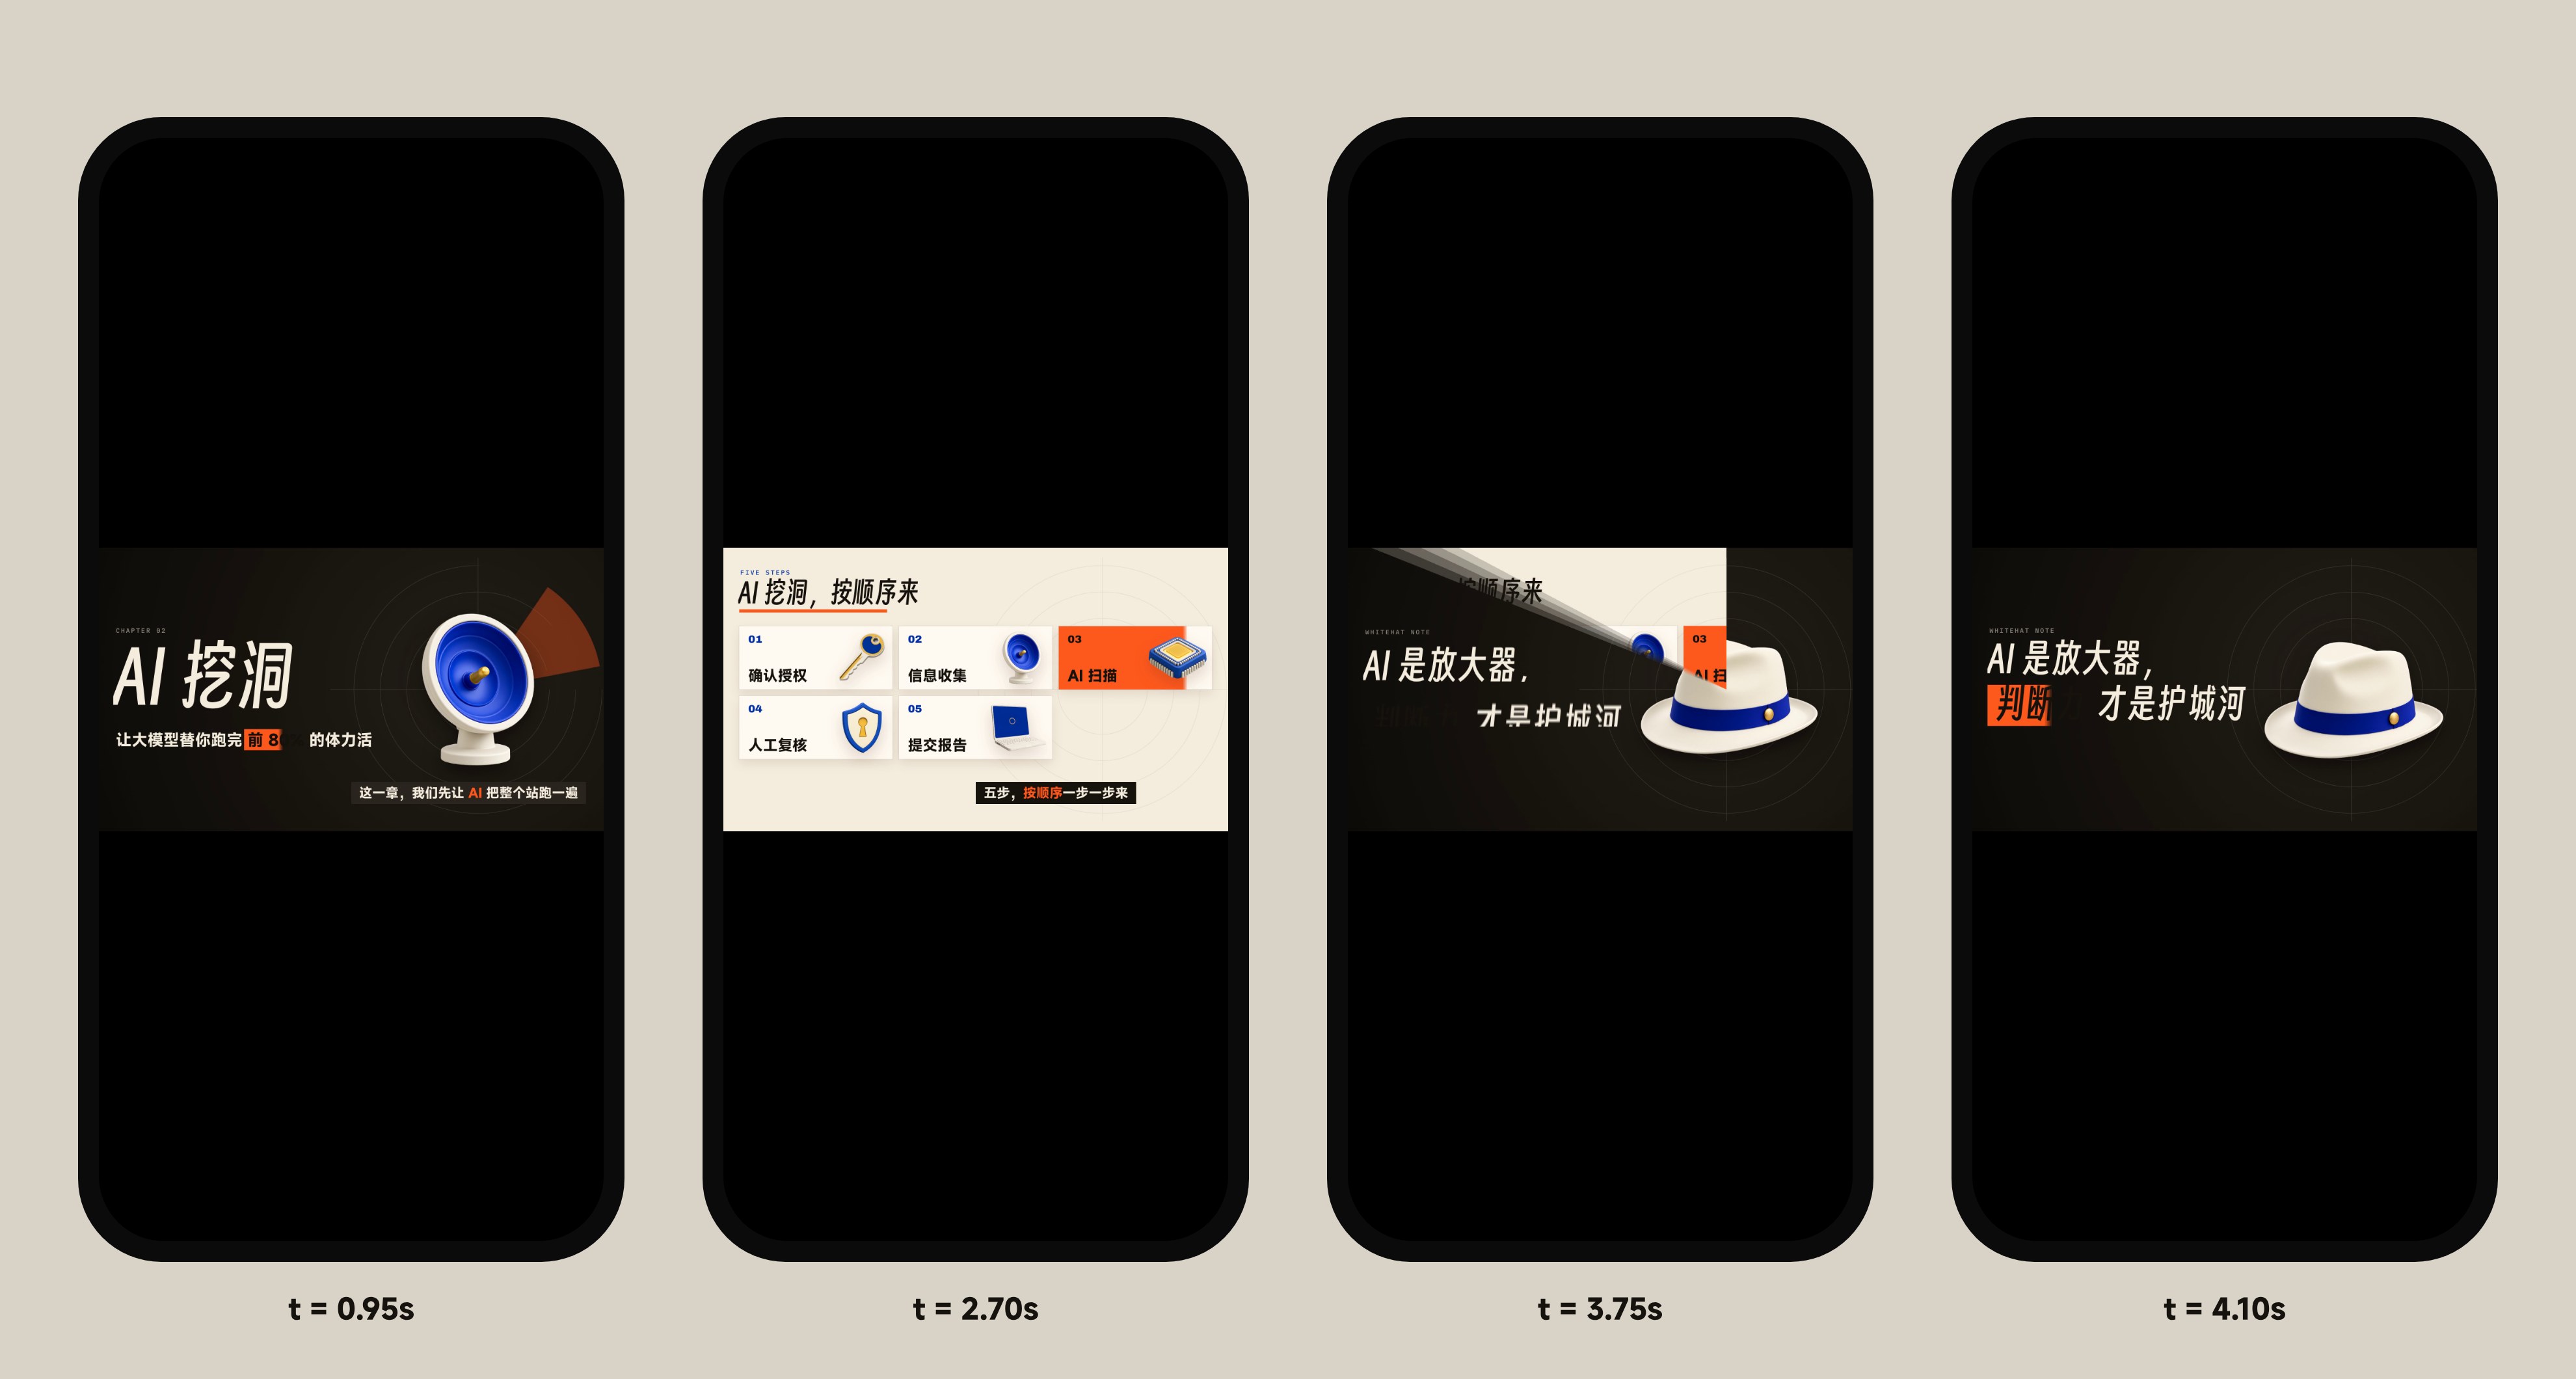 CHAPTER 02
AI 挖洞
让大模型替你跑完 前 80% 的体力活
这一章，我们先让 AI 把整个站跑一遍
t = 0.95s
FIVE STEPS
AI 挖洞，按顺序来
01
确认授权
02
信息收集
03
AI 扫描
04
人工复核
05
提交报告
五步，按顺序一步一步来
t = 2.70s
按顺序来
03
AI 扫
WHITEHAT NOTE
AI 是放大器，
才是护城河
t = 3.75s
WHITEHAT NOTE
AI 是放大器，
判断力 才是护城河
t = 4.10s